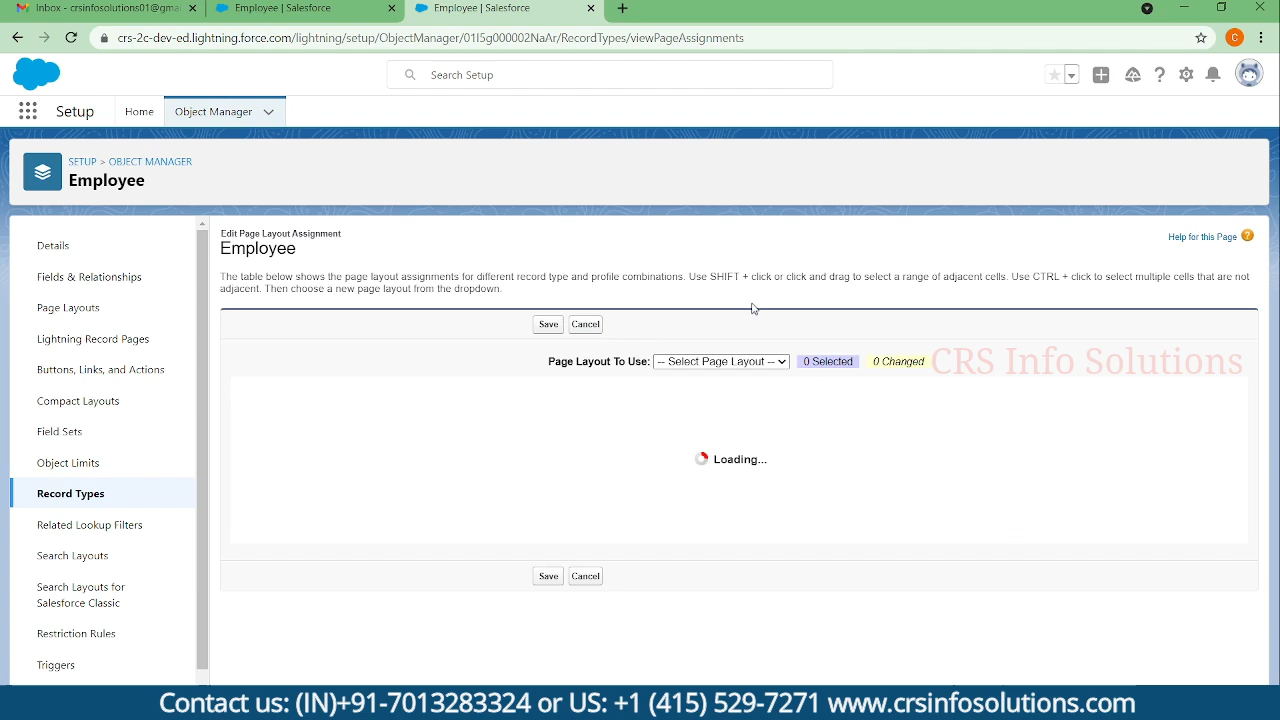 Inbox - crsinfosolutions01@gmai
Employee | Salesforce
Employee | Salesforce
crs-2c-dev-ed.lightning.force.com/lightning/setup/ObjectManager/01I5g000002NaAr/RecordTypes/viewPageAssignments
C
Search Setup
Setup
Home
Object Manager
SETUP > OBJECT MANAGER
Employee
Details
Fields & Relationships
Page Layouts
Lightning Record Pages
Buttons, Links, and Actions
Compact Layouts
Field Sets
Object Limits
Record Types
Related Lookup Filters
Search Layouts
Search Layouts for
Salesforce Classic
Restriction Rules
Triggers
Edit Page Layout Assignment
Employee
Help for this Page ?
The table below shows the page layout assignments for different record type and profile combinations. Use SHIFT + click or click and drag to select a range of adjacent cells. Use CTRL + click to select multiple cells that are not
adjacent. Then choose a new page layout from the dropdown.
Save Cancel
Page Layout To Use: -- Select Page Layout -- 0 Selected 0 Changed
CRS Info Solutions
Loading...
Save Cancel
Contact us: (IN)+91-7013283324 or US: +1 (415) 529-7271 www.crsinfosolutions.com